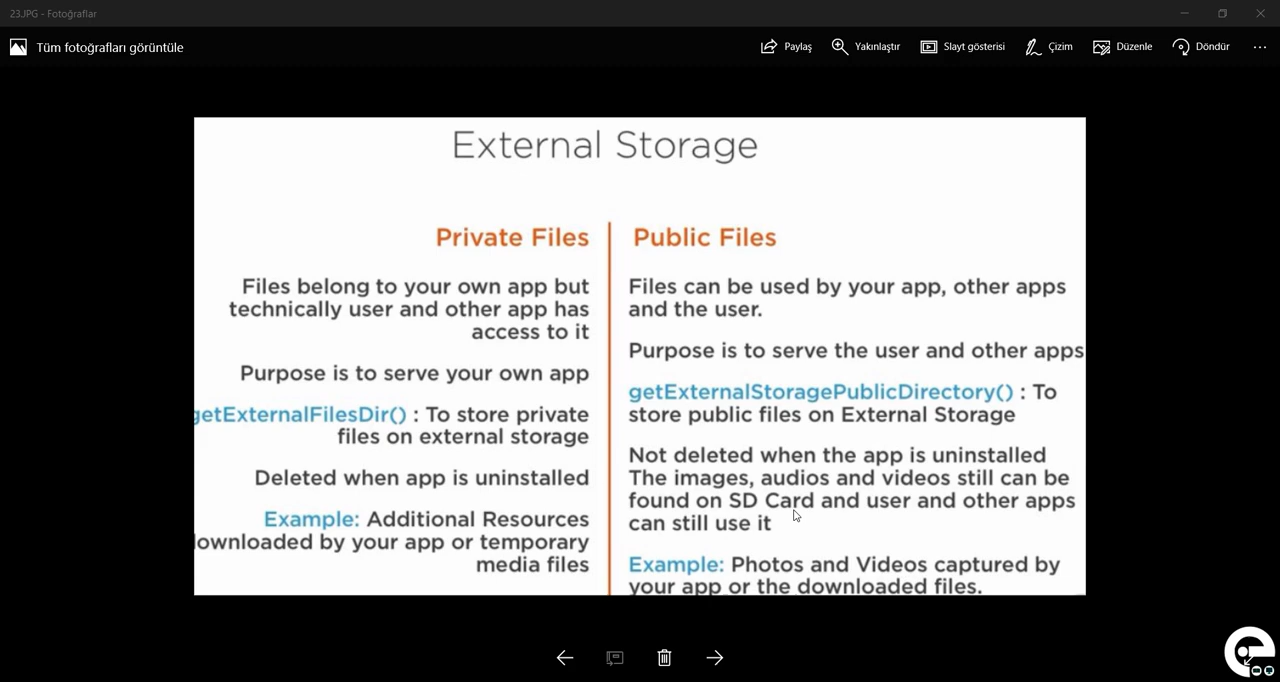 23.JPG - Fotoğraflar
Tüm fotoğrafları görüntüle
Paylaş
Yakınlaştır
Slayt gösterisi
Çizim
Düzenle
Döndür
External Storage
Private Files
Files belong to your own app but
technically user and other app has
access to it
Purpose is to serve your own app
getExternalFilesDir() : To store private
files on external storage
Deleted when app is uninstalled
Example: Additional Resources
downloaded by your app or temporary
media files
Public Files
Files can be used by your app, other apps
and the user.
Purpose is to serve the user and other apps
getExternalStoragePublicDirectory() : To
store public files on External Storage
Not deleted when the app is uninstalled
The images, audios and videos still can be
found on SD Card and user and other apps
can still use it
Example: Photos and Videos captured by
your app or the downloaded files.